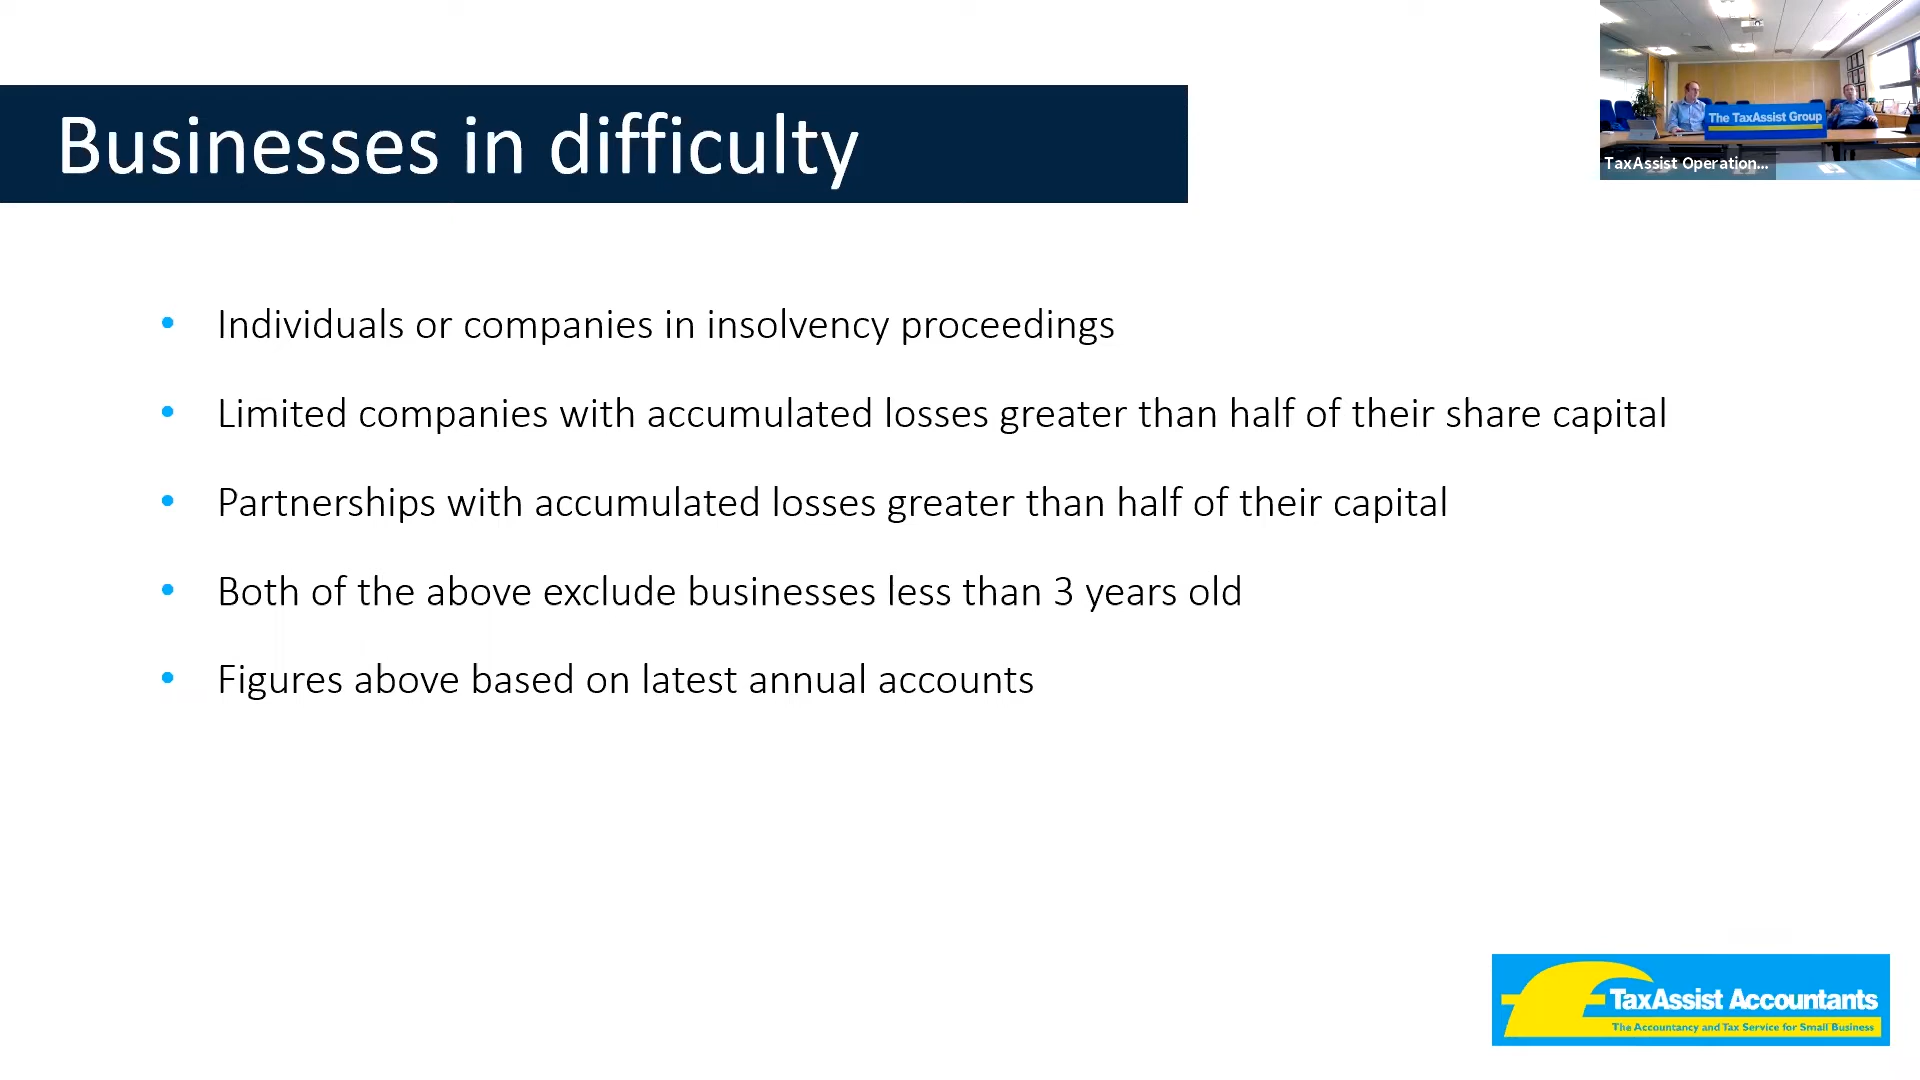 Businesses in difficulty
The TaxAssist Group
TaxAssist Operation...
• Individuals or companies in insolvency proceedings
• Limited companies with accumulated losses greater than half of their share capital
• Partnerships with accumulated losses greater than half of their capital
• Both of the above exclude businesses less than 3 years old
• Figures above based on latest annual accounts
TaxAssist Accountants
The Accountancy and Tax Service for Small Business